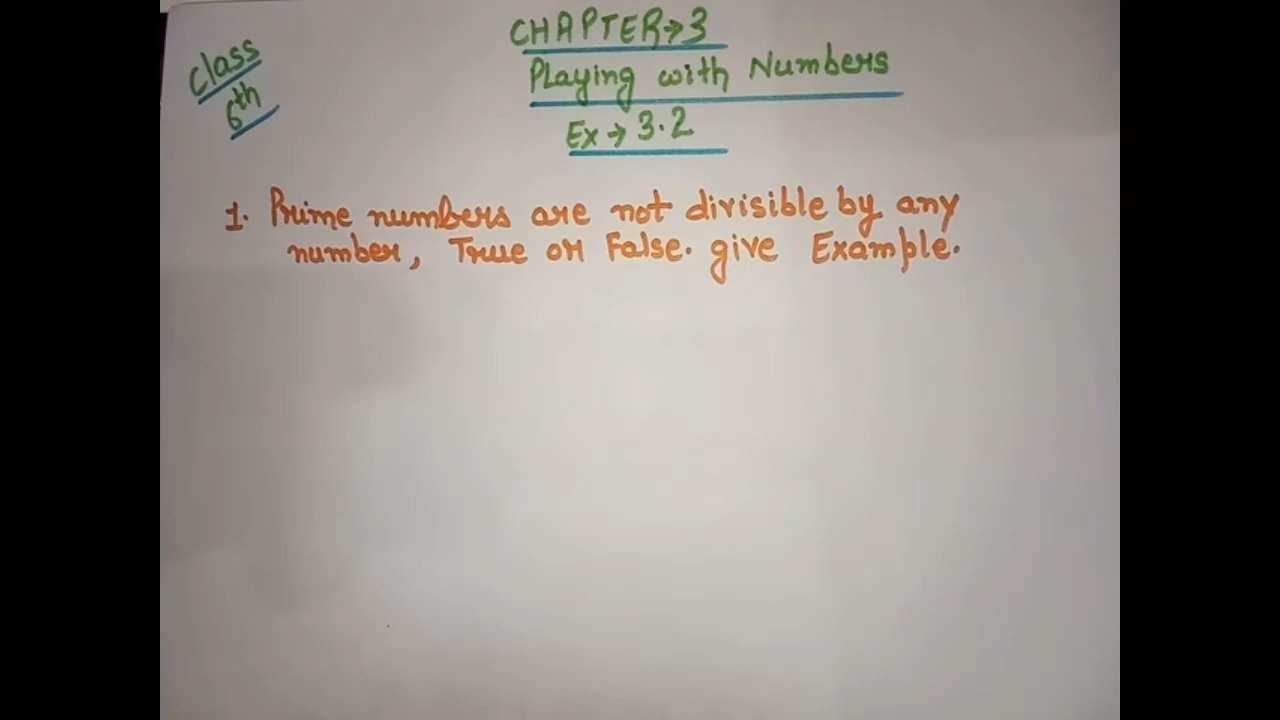 Class
6th
CHAPTER→3
Playing with Numbers
Ex→3.2
1. Prime numbers are not divisible by any
number, True or False. give Example.